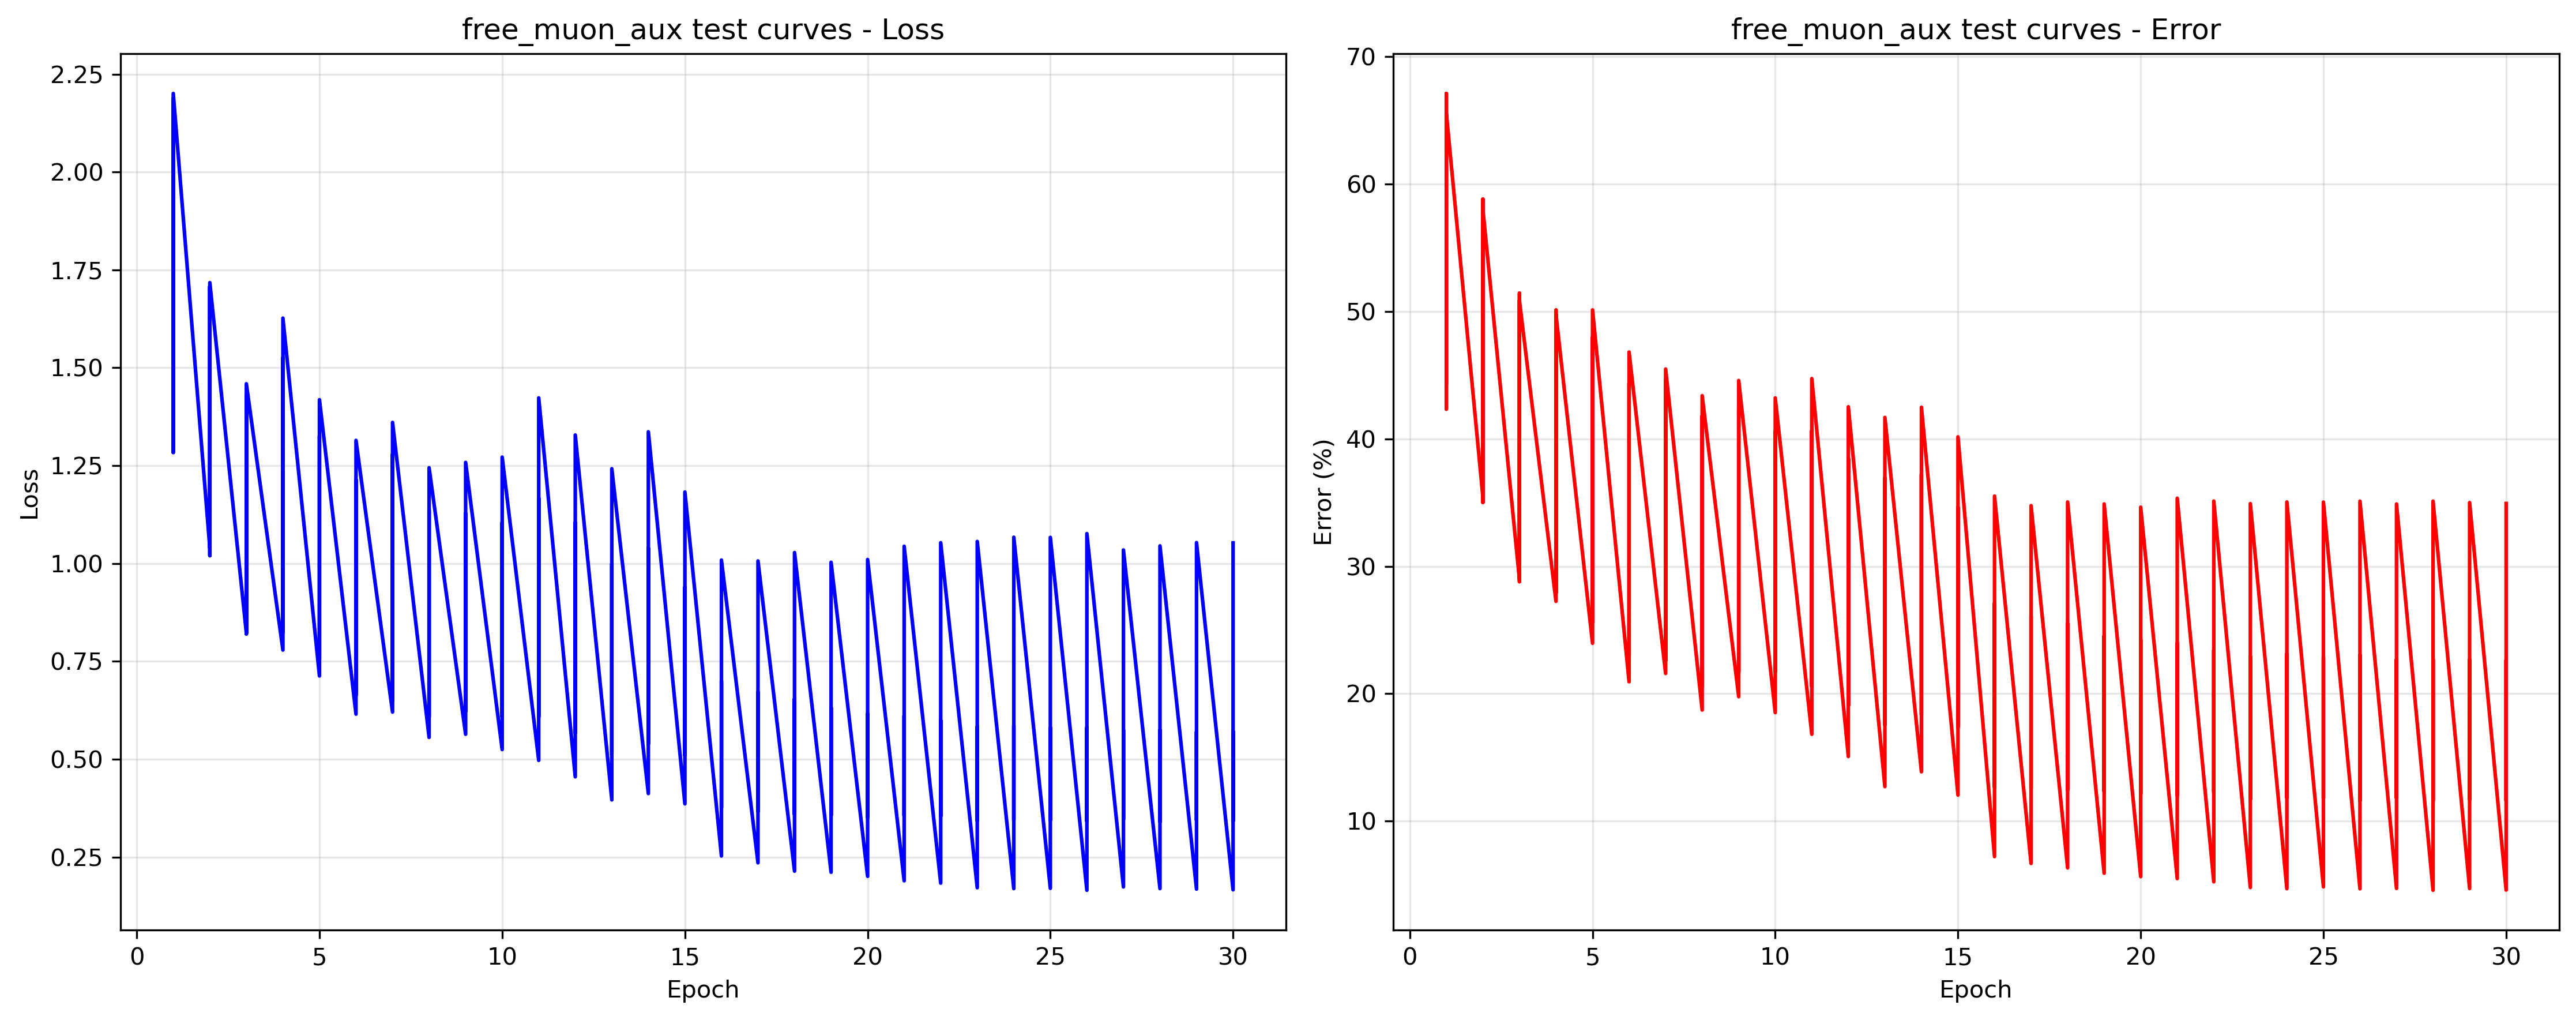 free_muon_aux test curves - Loss
2.25
2.00
1.75
1.50
1.25
1.00
0.75
0.50
0.25
Loss
0 5 10 15 20 25 30
Epoch
free_muon_aux test curves - Error
70
60
50
40
30
20
10
Error (%)
0 5 10 15 20 25 30
Epoch